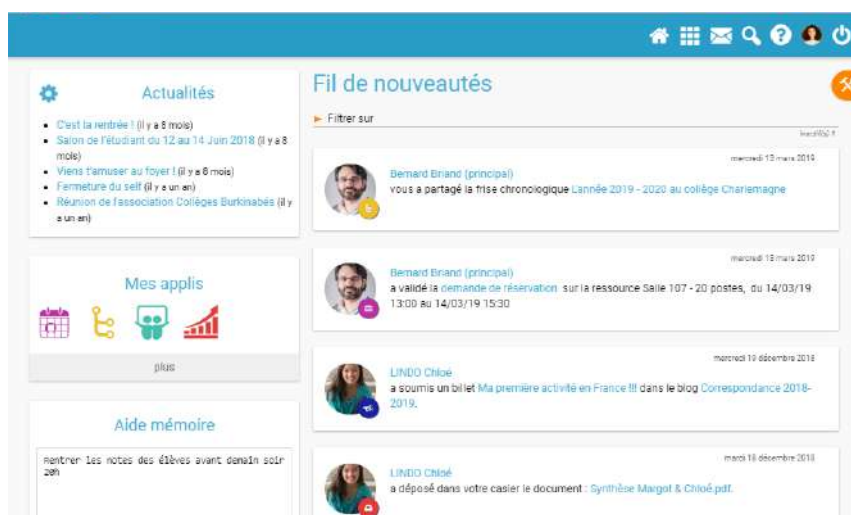 Actualités
C'est la rentrée ! (il y a 8 mois)
Salon de l'étudiant du 12 au 14 Juin 2018 (il y a 8
mois)
Viens t'amuser au foyer ! (il y a 8 mois)
Fermeture du self (il y a un an)
Réunion de l'association Collèges Burkinabés (il y
a un an)
Mes applis
plus
Aide mémoire
Rentrer les notes des élèves avant demain soir
20h
Fil de nouveautés
Filtrer sur
mercredi 13 mars 2019
Bernard Briand (principal)
vous a partagé la frise chronologique L'année 2019 - 2020 au collège Charlemagne
mercredi 13 mars 2019
Bernard Briand (principal)
a validé la demande de réservation sur la ressource Salle 107 - 20 postes, du 14/03/19
13:00 au 14/03/19 15:30
mercredi 19 décembre 2018
LINDO Chloé
a soumis un billet Ma première activité en France !!! dans le blog Correspondance 2018-
2019.
mardi 18 décembre 2018
LINDO Chloé
a déposé dans votre casier le document : Synthèse Margot & Chloé.pdf.